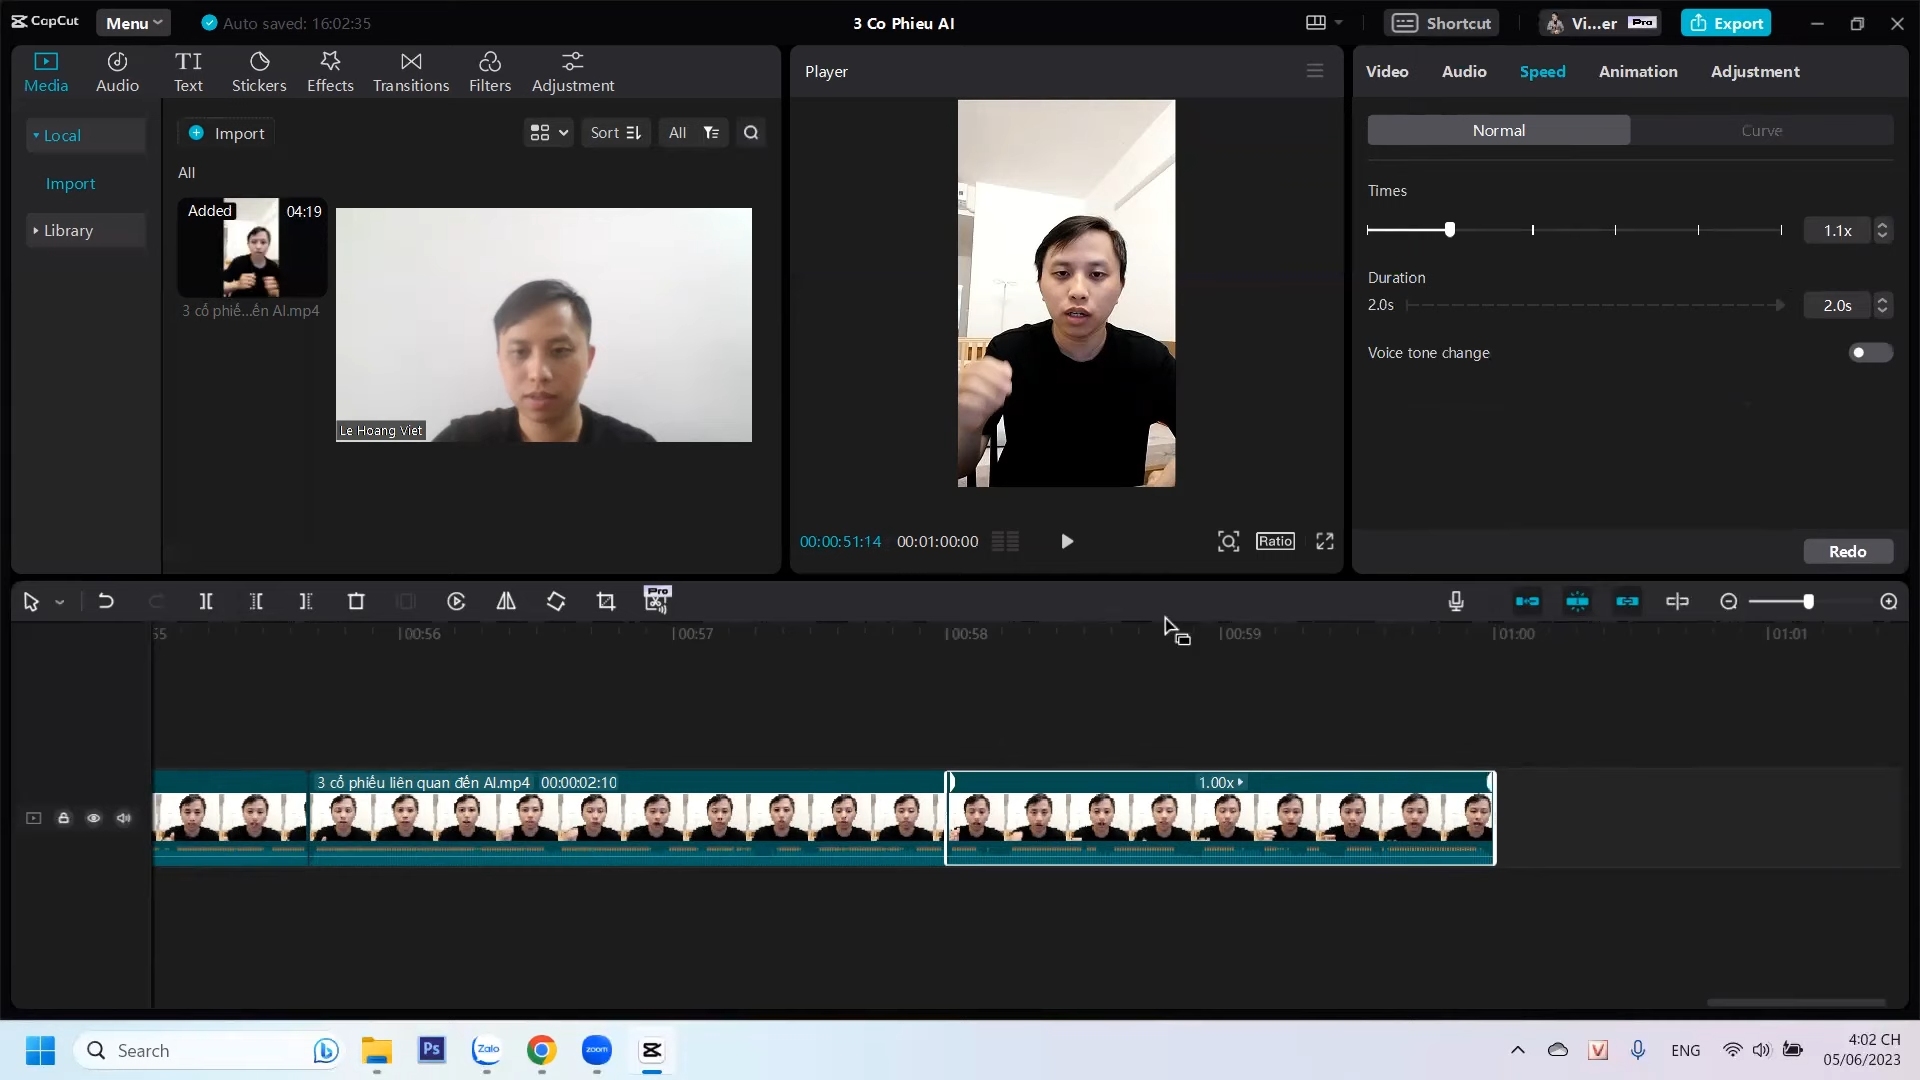 CapCut
Menu
Auto saved: 16:02:35
3 Co Phieu AI
Shortcut
Vi...er Pro
Export
Media
Audio
Text
Stickers
Effects
Transitions
Filters
Adjustment
Local
Import
Library
Import
Sort
All
All
Added 04:19
3 cổ phiế...ến AI.mp4
Le Hoang Viet
Player
00:00:51:14 00:01:00:00
Ratio
Video
Audio
Speed
Animation
Adjustment
Normal
Curve
Times
1.1x
Duration
2.0s
2.0s
Voice tone change
Redo
Pro
55
00:56
00:57
00:58
00:59
01:00
01:01
3 cổ phiếu liên quan đến AI.mp4 00:00:02:10
1.00x
Search
Ps
Zalo
zoom
V
ENG
4:02 CH
05/06/2023